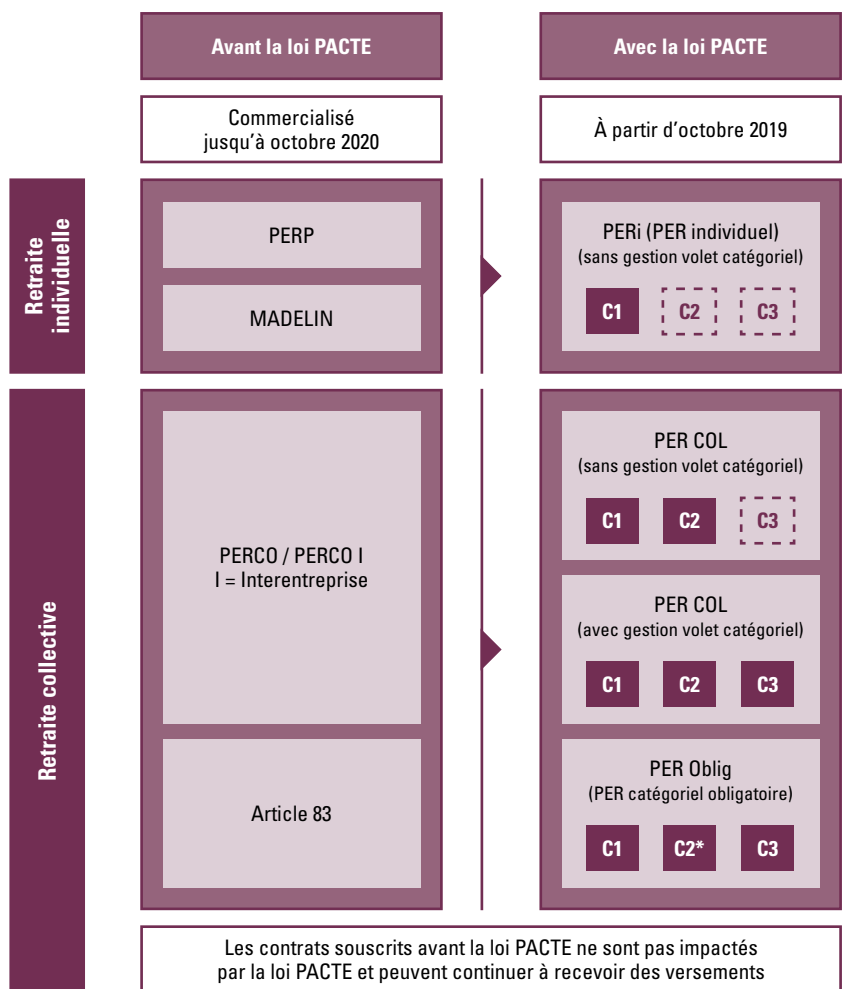 Avant la loi PACTE
Avec la loi PACTE
Commercialisé
jusqu'à octobre 2020
À partir d'octobre 2019
Retraite
individuelle
PERP
MADELIN
PERi (PER individuel)
(sans gestion volet catégoriel)
C1 C2 C3
Retraite collective
PERCO / PERCO I
I = Interentreprise
Article 83
PER COL
(sans gestion volet catégoriel)
C1 C2 C3
PER COL
(avec gestion volet catégoriel)
C1 C2 C3
PER Oblig
(PER catégoriel obligatoire)
C1 C2* C3
Les contrats souscrits avant la loi PACTE ne sont pas impactés
par la loi PACTE et peuvent continuer à recevoir des versements